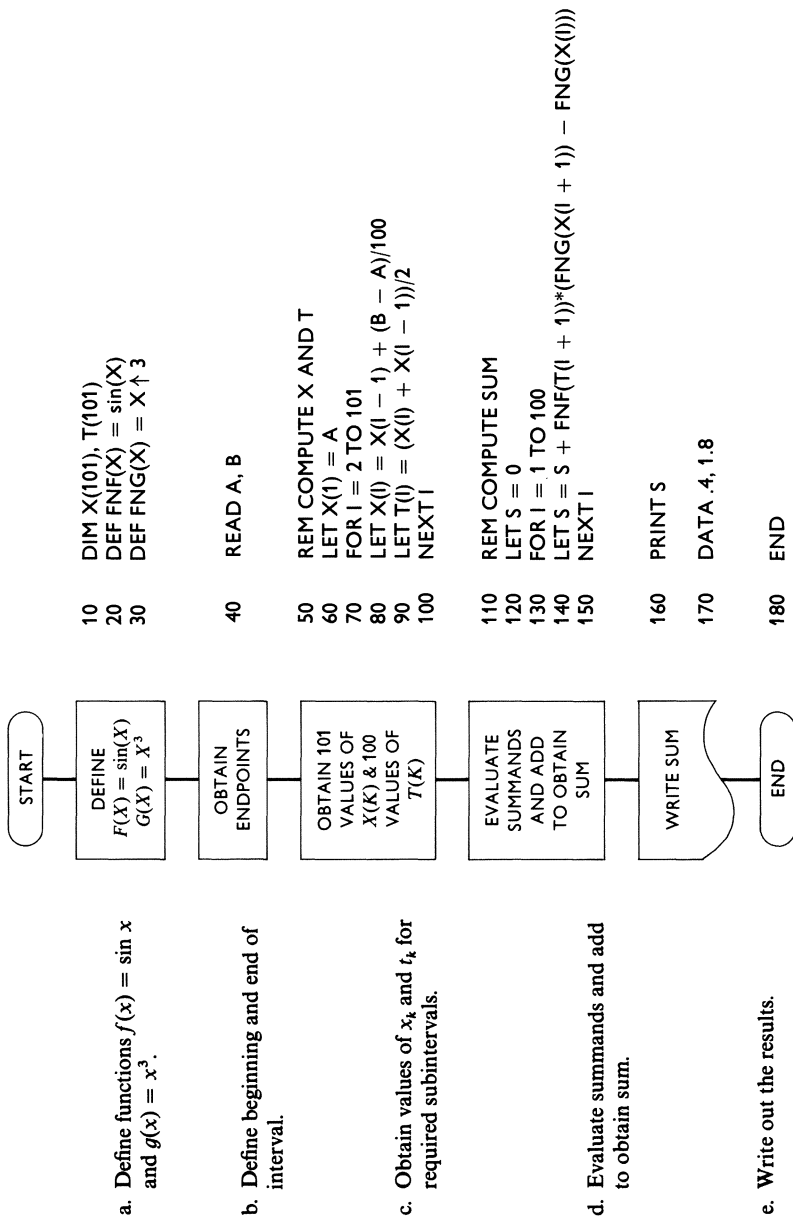 a. Define functions f(x) = sin x
and g(x) = x³.
b. Define beginning and end of
interval.
c. Obtain values of xₖ and tₖ for
required subintervals.
d. Evaluate summands and add
to obtain sum.
e. Write out the results.
START
DEFINE
F(X) = sin(X)
G(X) = X³
OBTAIN
ENDPOINTS
OBTAIN 101
VALUES OF
X(K) & 100
VALUES OF
T(K)
EVALUATE
SUMMANDS
AND ADD
TO OBTAIN
SUM
WRITE SUM
END
10 DIM X(101), T(101)
20 DEF FNF(X) = sin(X)
30 DEF FNG(X) = X↑3
40 READ A, B
50 REM COMPUTE X AND T
60 LET X(1) = A
70 FOR I = 2 TO 101
80 LET X(I) = X(I − 1) + (B − A)/100
90 LET T(I) = (X(I) + X(I − 1))/2
100 NEXT I
110 REM COMPUTE SUM
120 LET S = 0
130 FOR I = 1 TO 100
140 LET S = S + FNF(T(I + 1))*(FNG(X(I + 1)) − FNG(X(I)))
150 NEXT I
160 PRINT S
170 DATA .4, 1.8
180 END